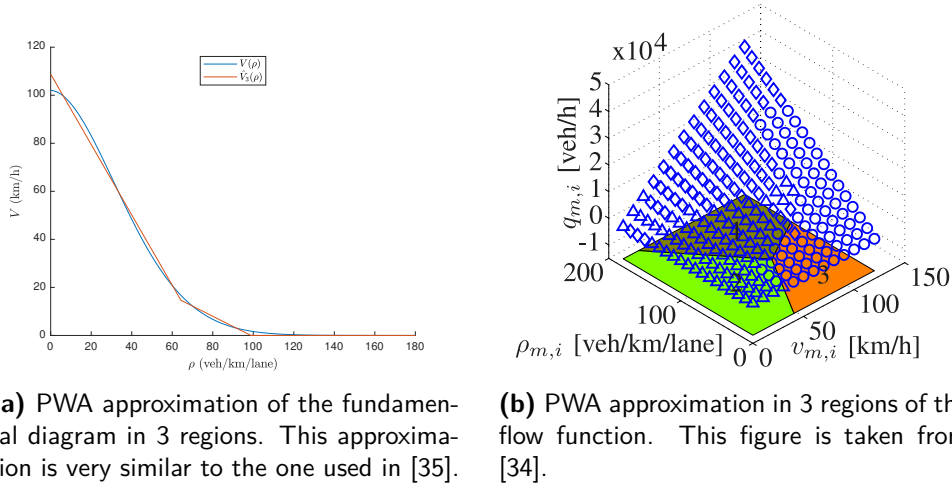 120
100
80
60
40
20
0
V (km/h)
0 20 40 60 80 100 120 140 160 180
ρ (veh/km/lane)
V(ρ)
V̂₃(ρ)
x10⁴
5
4
3
2
1
0
-1
q_{m,i} [veh/h]
200
100
0
ρ_{m,i} [veh/km/lane]
0
50
100
150
v_{m,i} [km/h]
3
a) PWA approximation of the fundamen-
al diagram in 3 regions. This approxima-
ion is very similar to the one used in [35].
(b) PWA approximation in 3 regions of th
flow function. This figure is taken fron
[34].